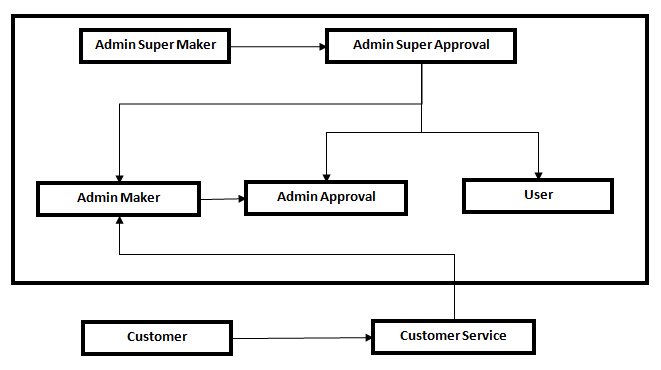 Admin Super Maker
Admin Super Approval
Admin Maker
Admin Approval
User
Customer
Customer Service